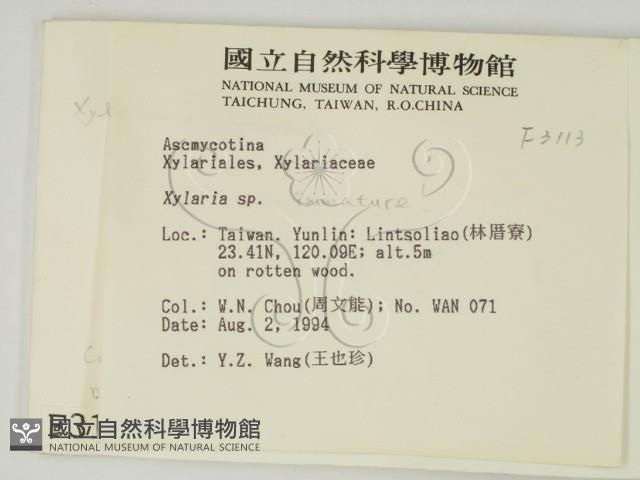 國立自然科學博物館
NATIONAL MUSEUM OF NATURAL SCIENCE
TAICHUNG, TAIWAN, R.O.CHINA
Xyl
F3113
Ascmycotina
Xylariales, Xylariaceae
Xylaria sp. immature
Loc.: Taiwan. Yunlin: Lintsoliao(林厝寮)
23.41N, 120.09E; alt.5m
on rotten wood.
Col.: W.N. Chou(周文能); No. WAN 071
Date: Aug. 2, 1994
Det.: Y.Z. Wang(王也珍)
國立自然科學博物館
NATIONAL MUSEUM OF NATURAL SCIENCE